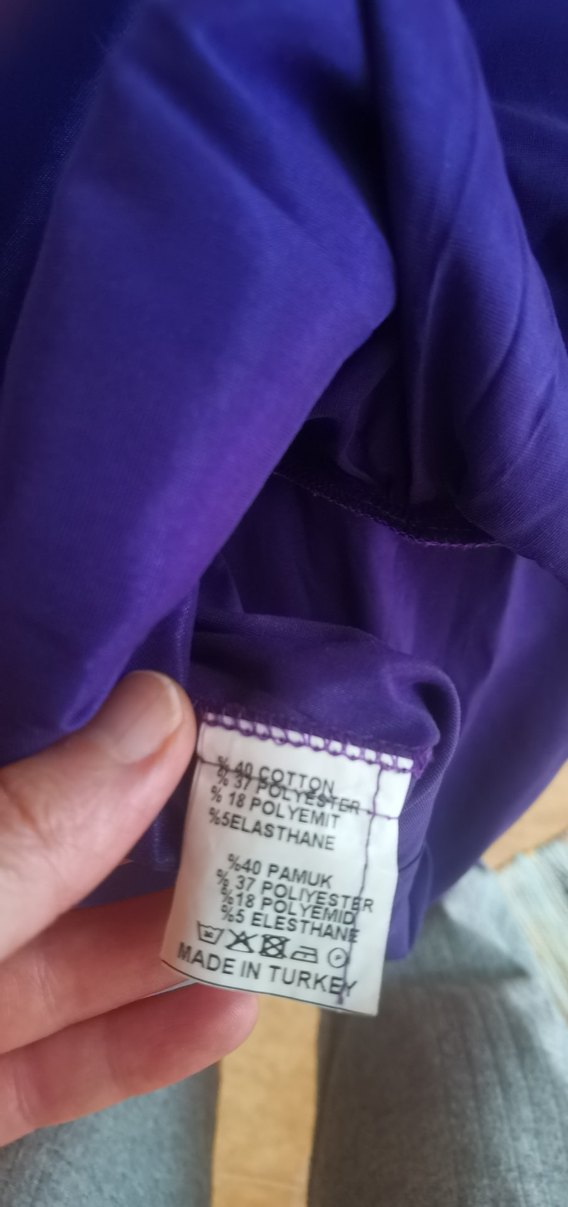 % 40 COTTON
% 37 POLYESTER
% 18 POLYEMIT
%5ELASTHANE
%40 PAMUK
% 37 POLIYESTER
%18 POLYEMID
%5 ELESTHANE
MADE IN TURKEY